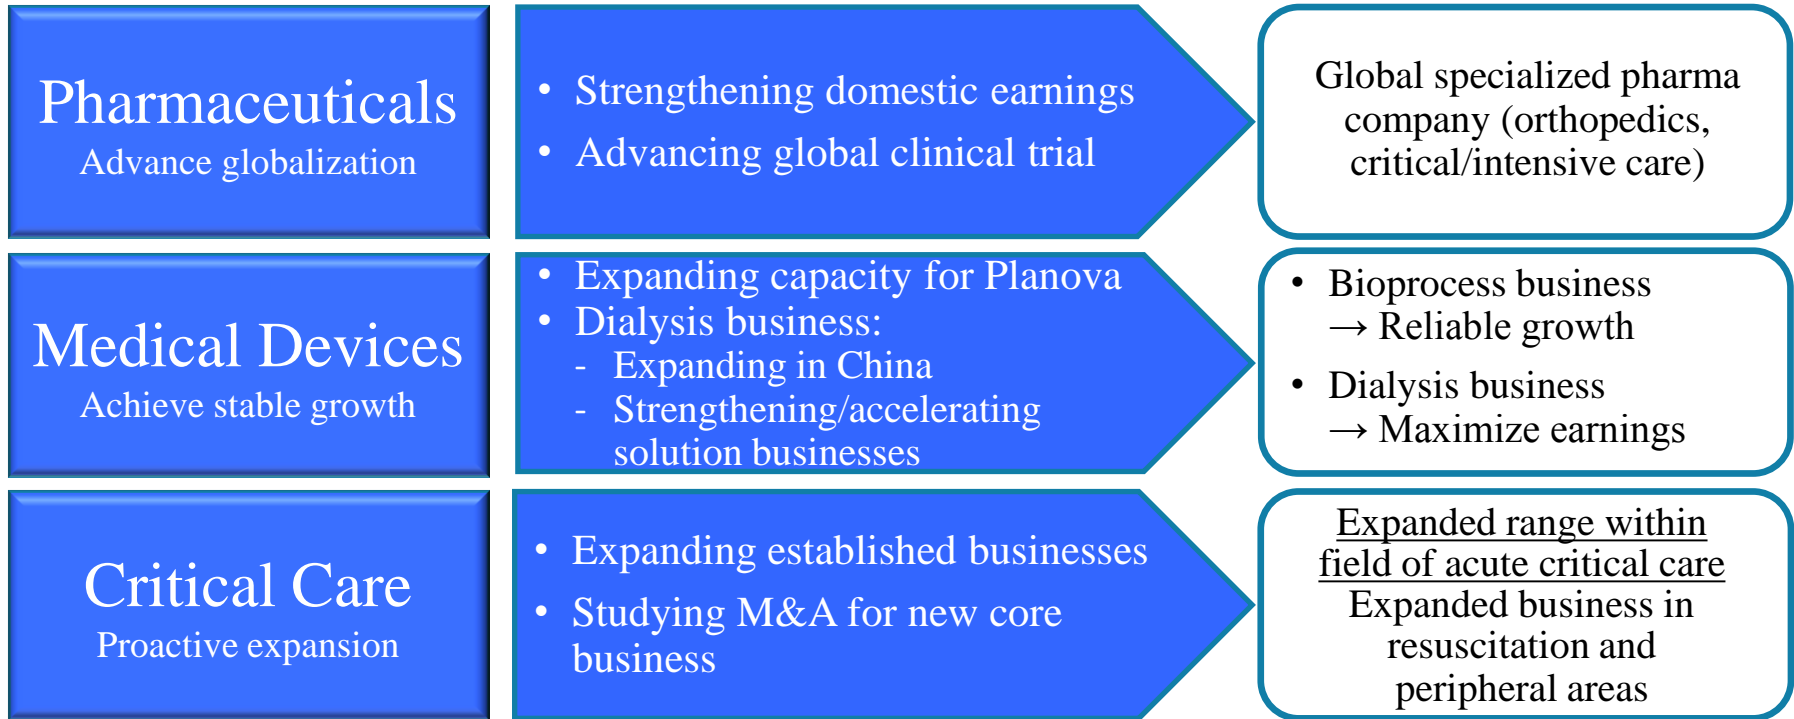 Pharmaceuticals
Advance globalization
• Strengthening domestic earnings
• Advancing global clinical trial
Global specialized pharma
company (orthopedics,
critical/intensive care)
Medical Devices
Achieve stable growth
• Expanding capacity for Planova
• Dialysis business:
- Expanding in China
- Strengthening/accelerating
solution businesses
• Bioprocess business
→ Reliable growth
• Dialysis business
→ Maximize earnings
Critical Care
Proactive expansion
• Expanding established businesses
• Studying M&A for new core
business
Expanded range within
field of acute critical care
Expanded business in
resuscitation and
peripheral areas